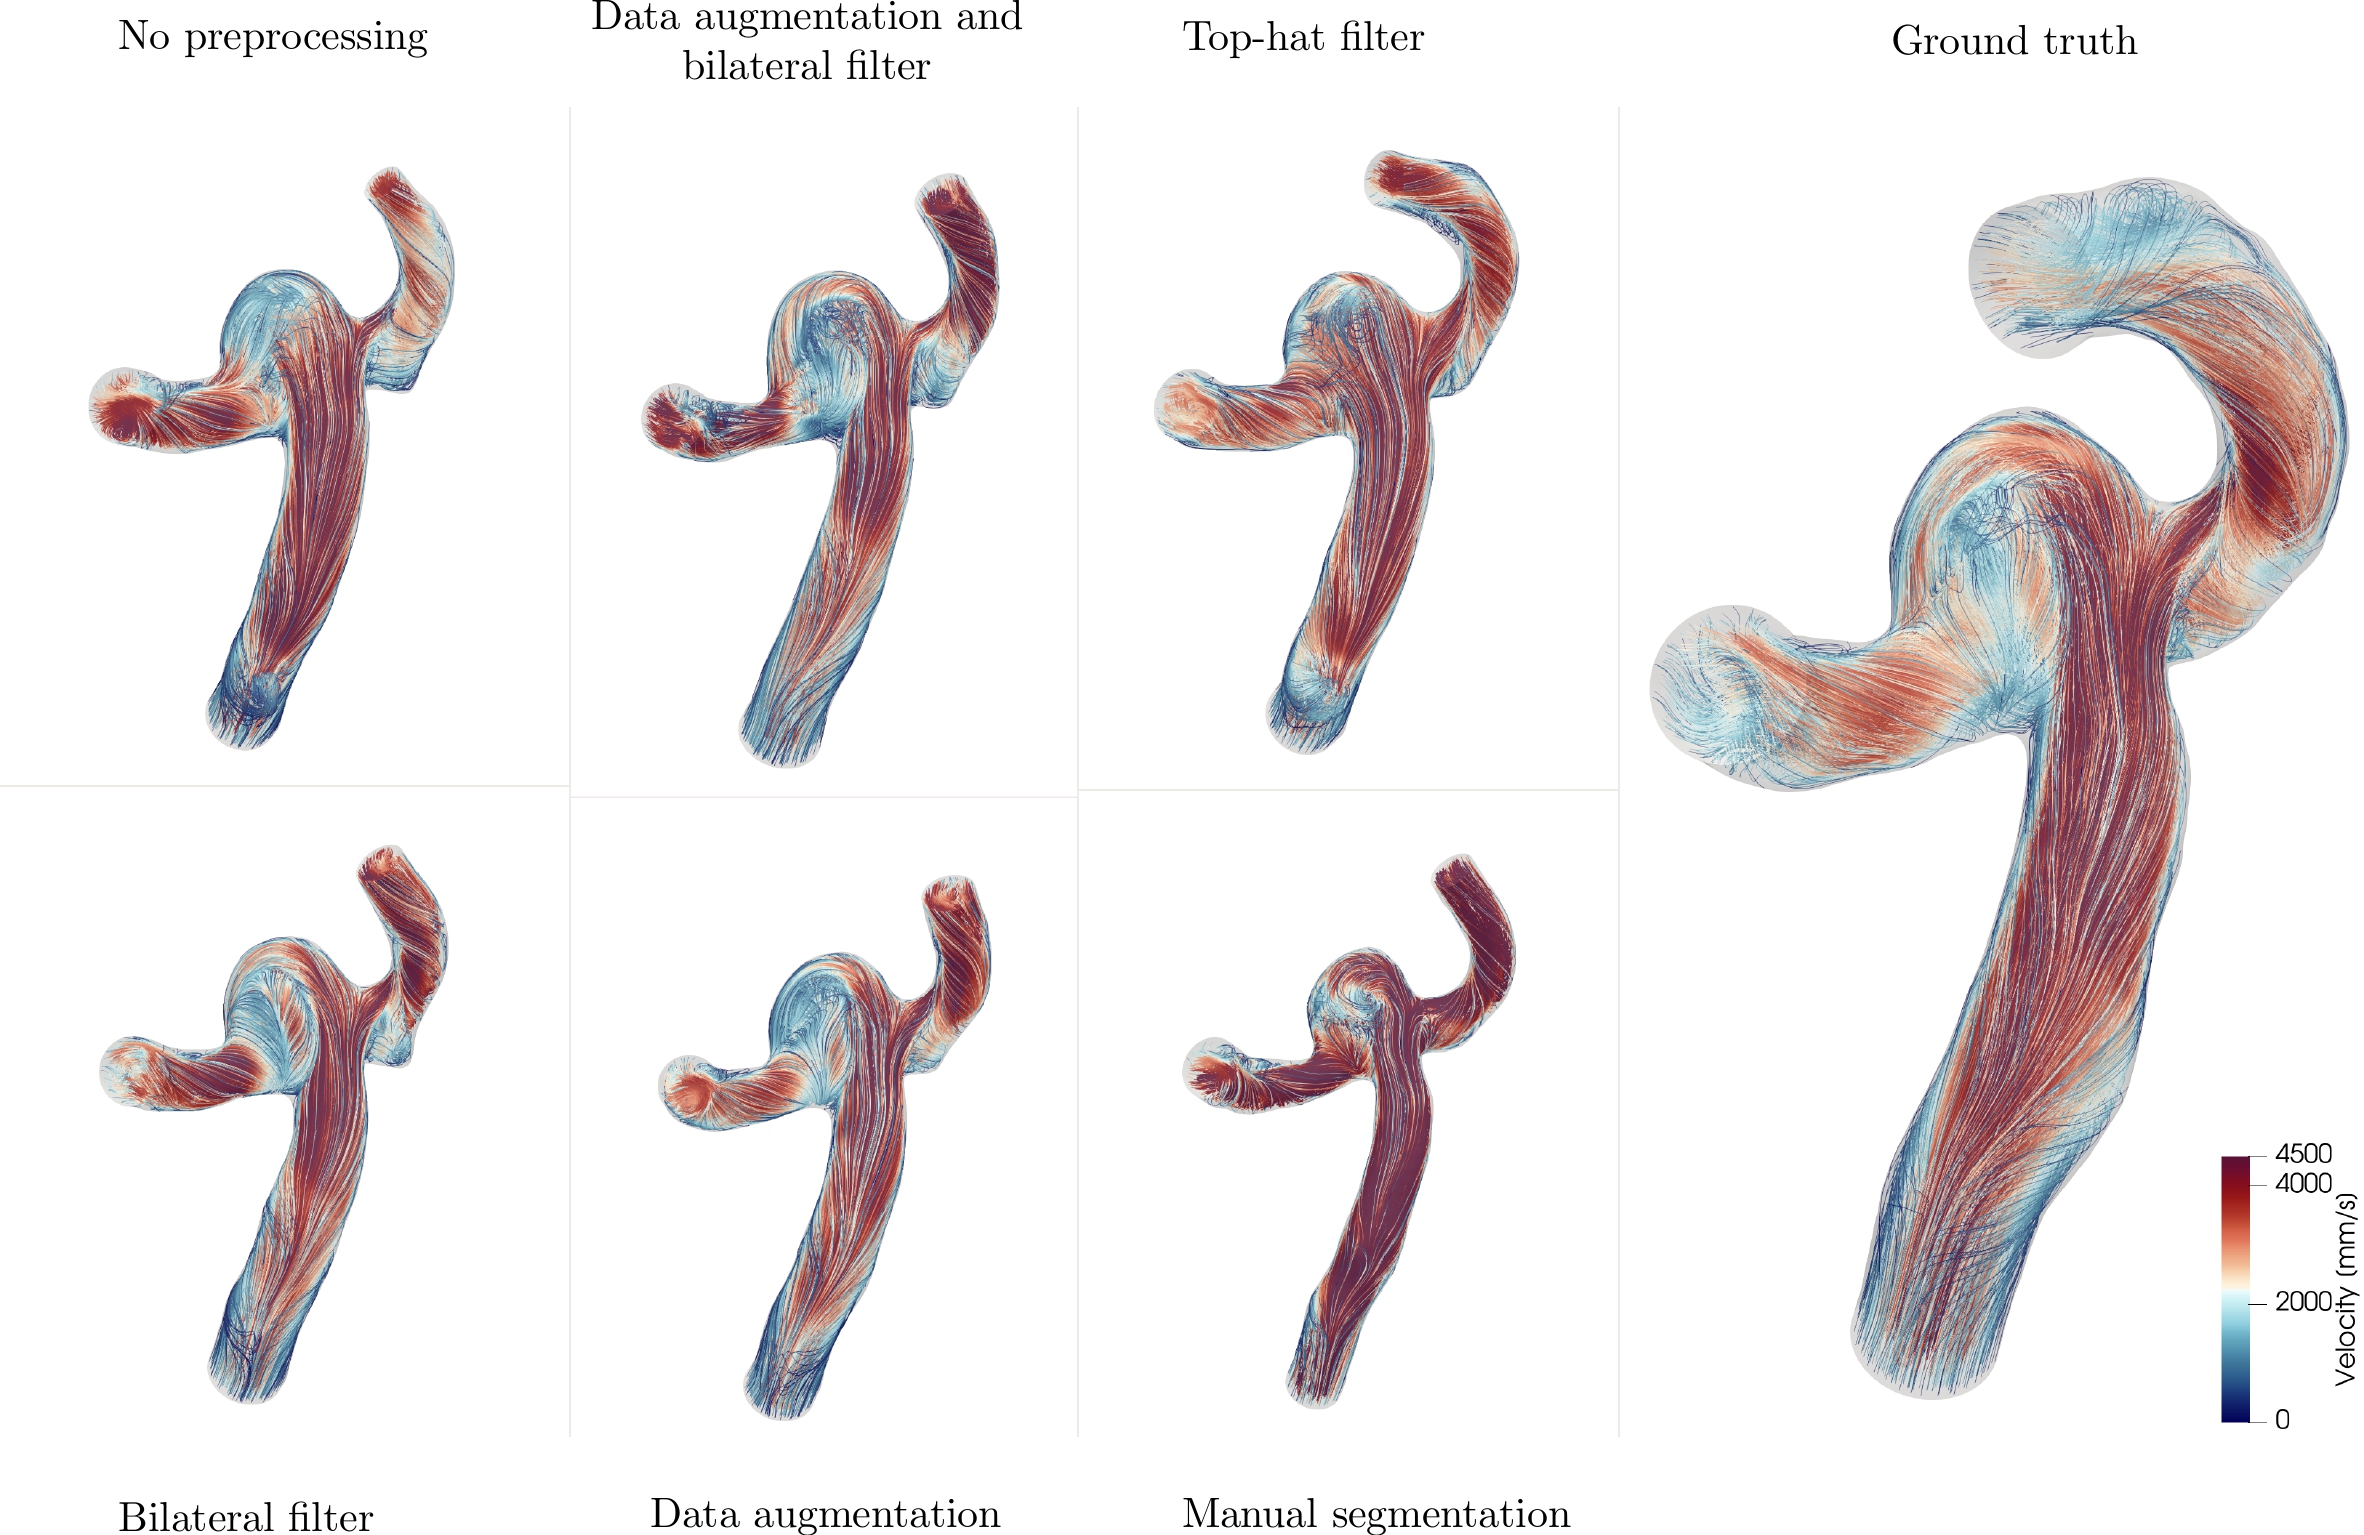 No preprocessing
Data augmentation and
bilateral filter
Top-hat filter
Ground truth
4500
4000
2000
0
Velocity (mm/s)
Bilateral filter
Data augmentation
Manual segmentation